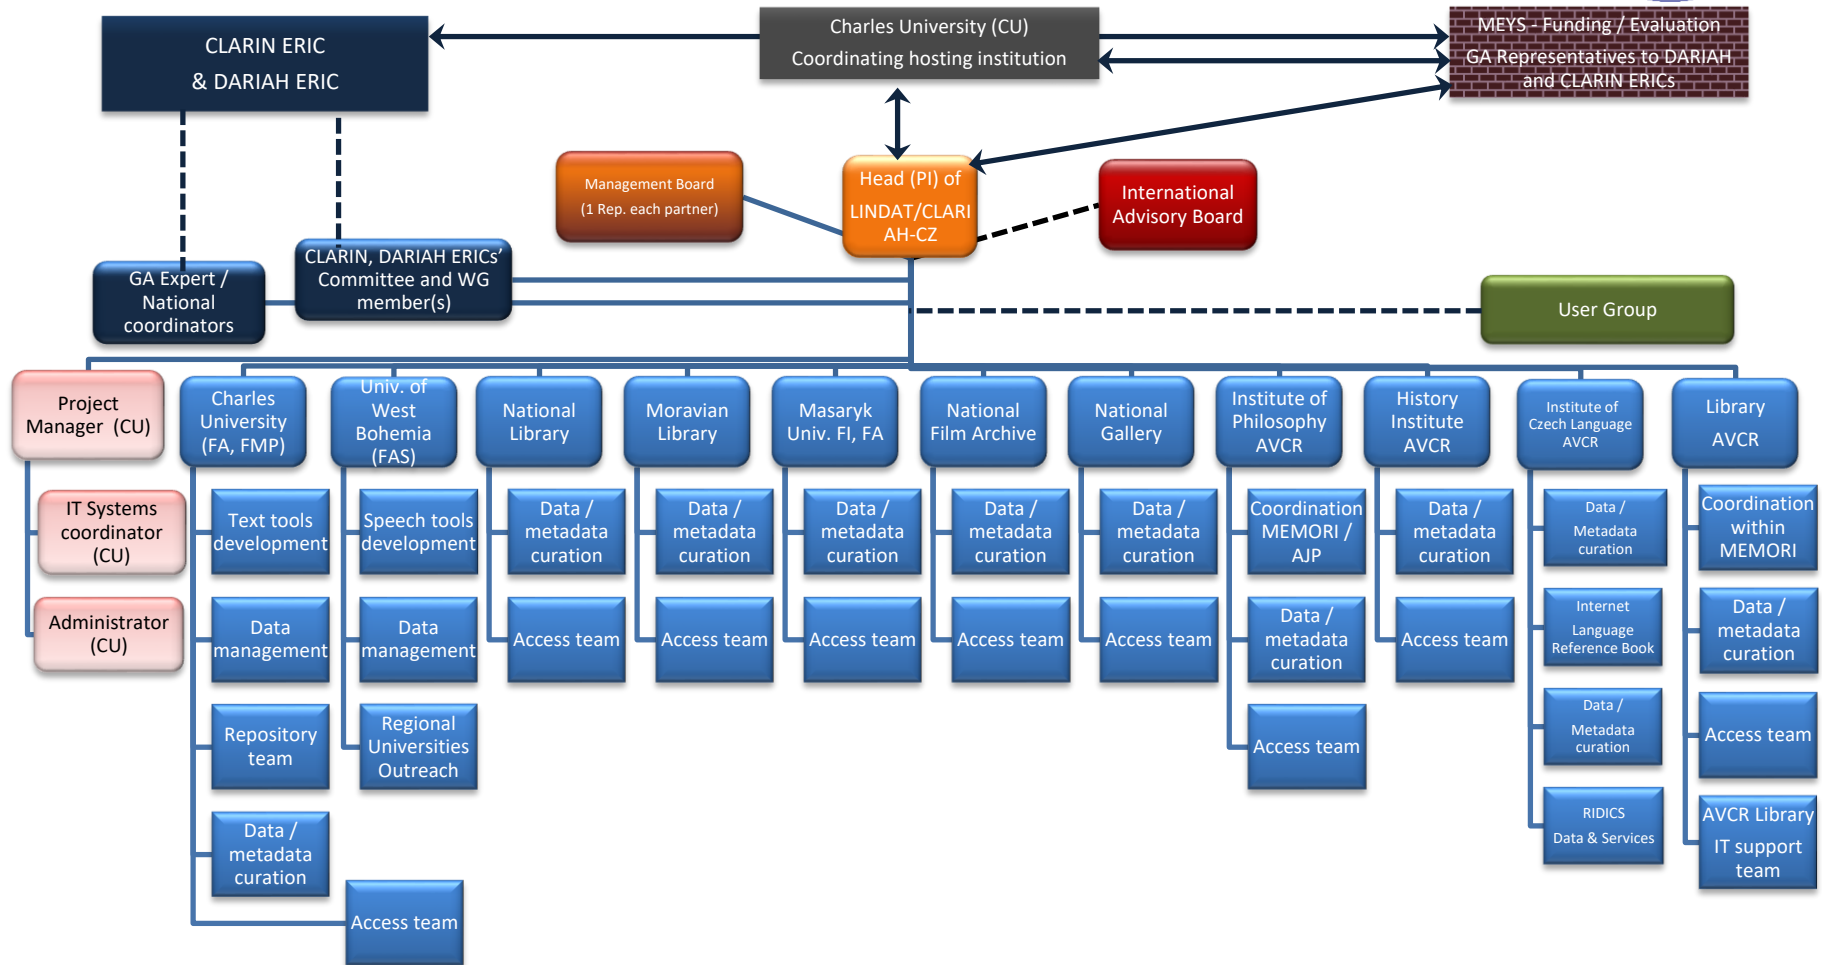 CLARIN ERIC
& DARIAH ERIC
Charles University (CU)
Coordinating hosting institution
MEYS - Funding / Evaluation
GA Representatives to DARIAH
and CLARIN ERICs
Management Board
(1 Rep. each partner)
Head (PI) of
LINDAT/CLARI
AH-CZ
International
Advisory Board
GA Expert /
National
coordinators
CLARIN, DARIAH ERICs'
Committee and WG
member(s)
User Group
Project
Manager (CU)
Charles
University
(FA, FMP)
Univ. of
West
Bohemia
(FAS)
National
Library
Moravian
Library
Masaryk
Univ. FI, FA
National
Film Archive
National
Gallery
Institute of
Philosophy
AVCR
History
Institute
AVCR
Institute of
Czech Language
AVCR
Library
AVCR
IT Systems
coordinator
(CU)
Administrator
(CU)
Text tools
development
Data
management
Repository
team
Data /
metadata
curation
Access team
Speech tools
development
Data
management
Regional
Universities
Outreach
Data /
metadata
curation
Access team
Data /
metadata
curation
Access team
Data /
metadata
curation
Access team
Data /
metadata
curation
Access team
Data /
metadata
curation
Access team
Coordination
MEMORI /
AJP
Data /
metadata
curation
Access team
Data /
metadata
curation
Access team
Data /
Metadata
curation
Internet
Language
Reference Book
Data /
Metadata
curation
RIDICS
Data & Services
Coordination
within
MEMORI
Data /
metadata
curation
Access team
AVCR Library
IT support
team